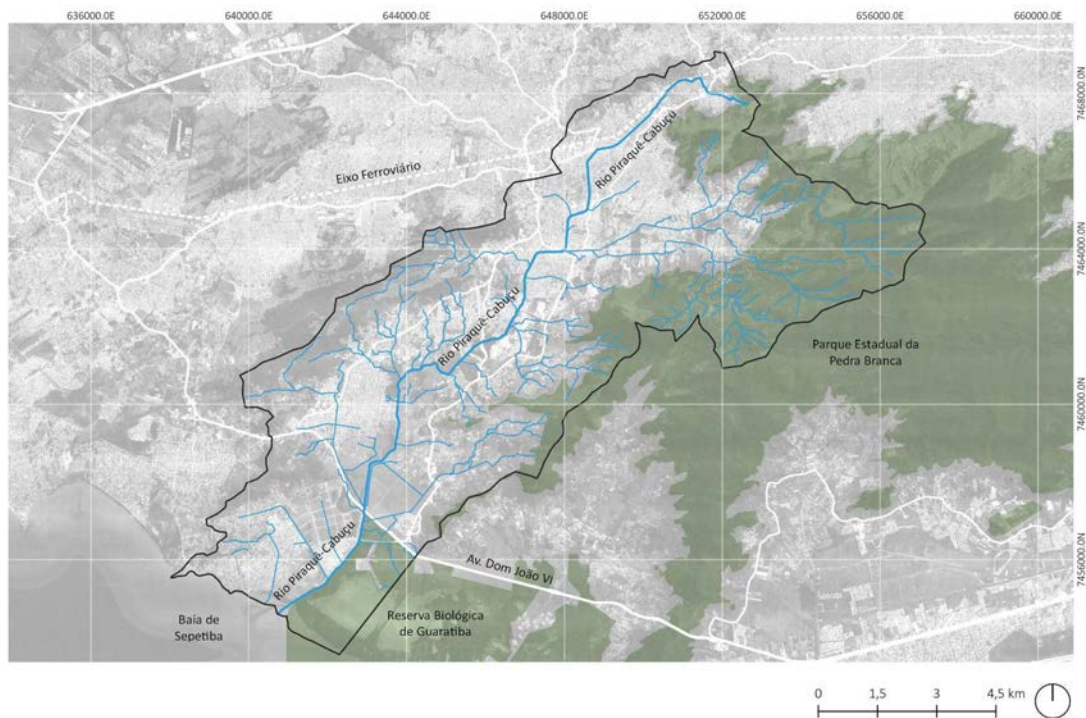 636000.0E
640000.0E
644000.0E
648000.0E
652000.0E
656000.0E
660000.0E
7468000.0N
Rio Piraquê-Cabuçu
Eixo Ferroviário
7464000.0N
Rio Piraquê-Cabuçu
Parque Estadual da
Pedra Branca
7460000.0N
Rio Piraquê-Cabuçu
Av. Dom João VI
7456000.0N
Baía de
Sepetiba
Reserva Biológica
de Guaratiba
0
1,5
3
4,5 km